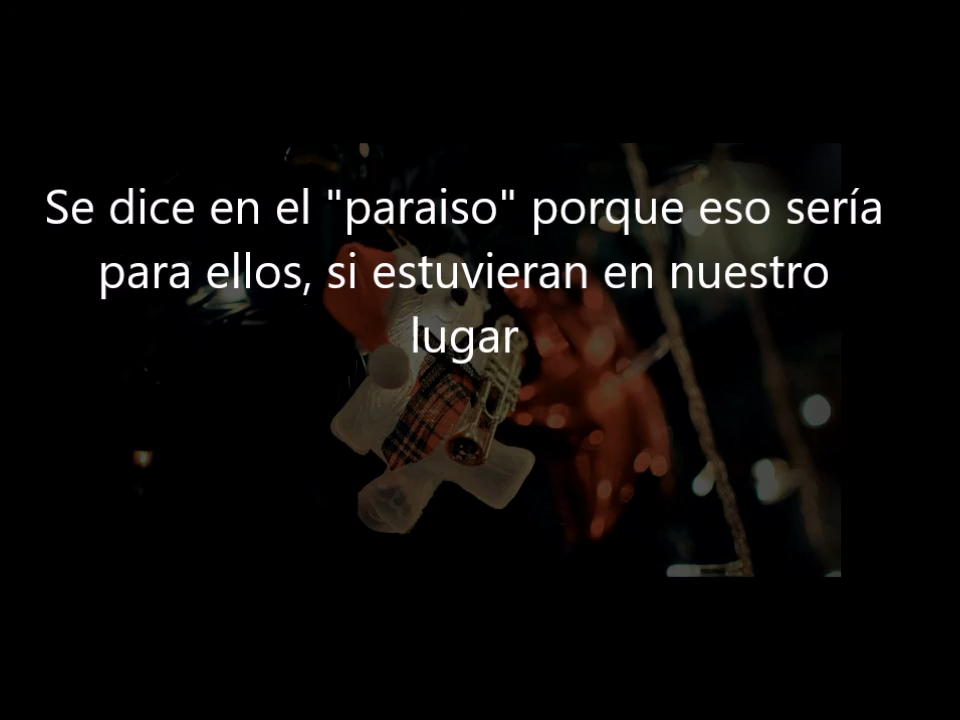 Se dice en el "paraiso" porque eso sería
para ellos, si estuvieran en nuestro
lugar